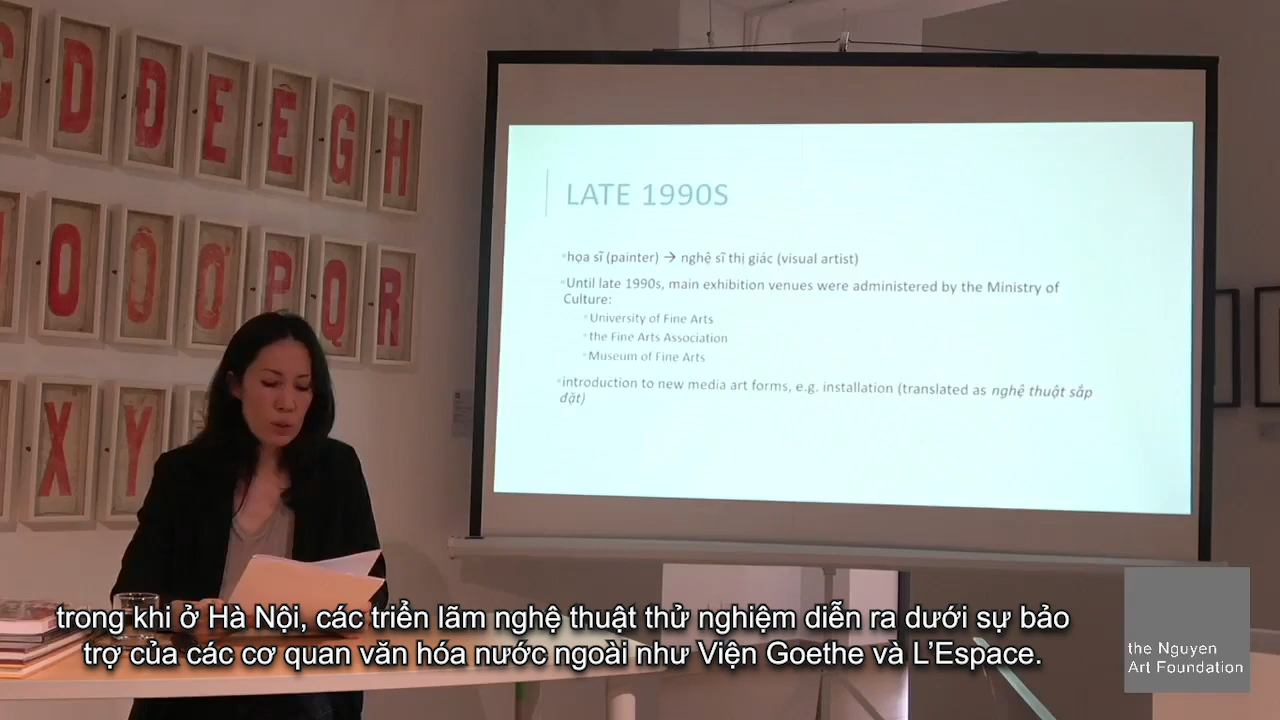 C D Đ E Ê G H
O Ô Ơ P Q R
X Y
LATE 1990S
họa sĩ (painter) → nghệ sĩ thị giác (visual artist)
Until late 1990s, main exhibition venues were administered by the Ministry of
Culture:
University of Fine Arts
the Fine Arts Association
Museum of Fine Arts
introduction to new media art forms, e.g. installation (translated as nghệ thuật sắp
đặt)
trong khi ở Hà Nội, các triển lãm nghệ thuật thử nghiệm diễn ra dưới sự bảo
trợ của các cơ quan văn hóa nước ngoài như Viện Goethe và L'Espace.
the Nguyen
Art Foundation